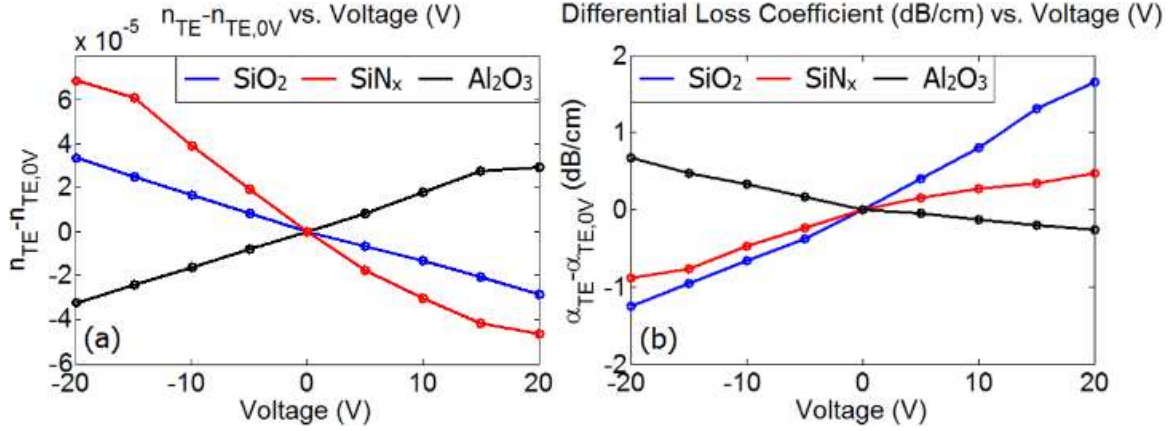 n_TE-n_TE,0V vs. Voltage (V)
x 10^-5
SiO₂ SiNₓ Al₂O₃
6
4
2
0
-2
-4
-6
n_TE-n_TE,0V
(a)
-20 -10 0 10 20
Voltage (V)
Differential Loss Coefficient (dB/cm) vs. Voltage (V)
SiO₂ SiNₓ Al₂O₃
2
1
0
-1
-2
α_TE-α_TE,0V (dB/cm)
(b)
-20 -10 0 10 20
Voltage (V)